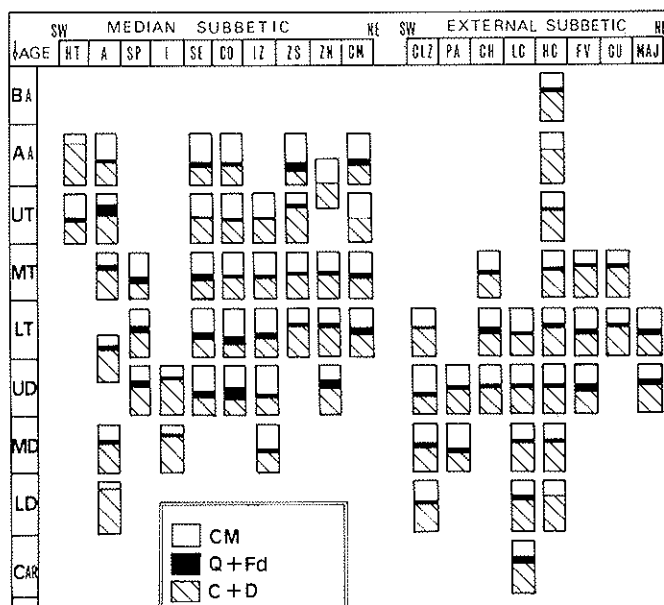 SW MEDIAN SUBBETIC NE SW EXTERNAL SUBBETIC NE
AGE HT A SP I SE CO IZ ZS ZN CM CLZ PA CH LC HC FV GU MAJ
BA
AA
UT
MT
LT
UD
MD
LD
CAR
CM
Q+Fd
C+D